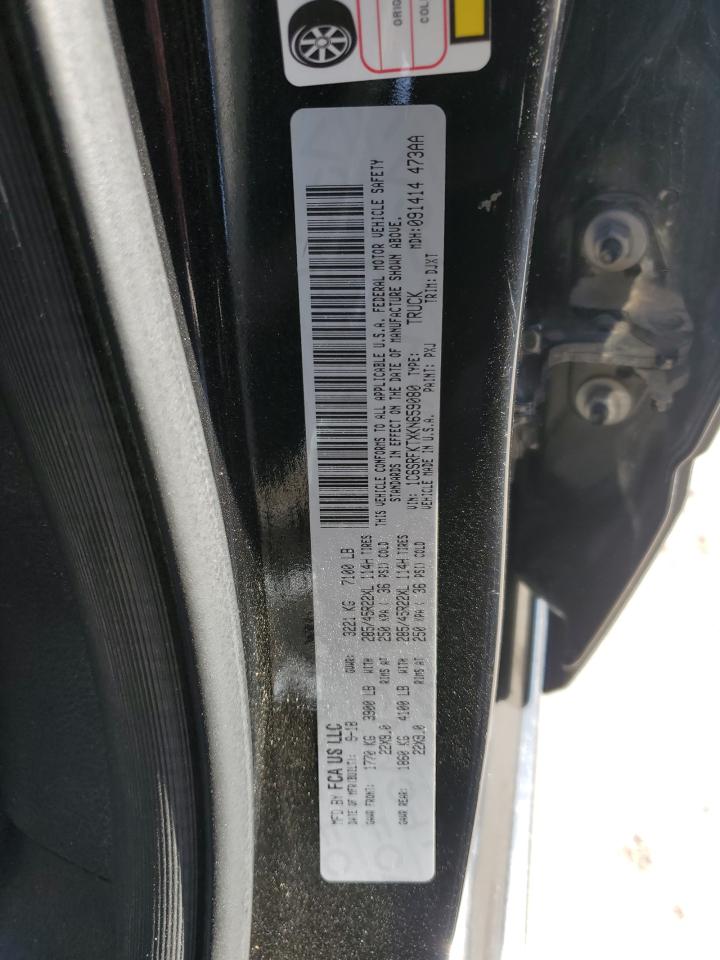 ORIG
COL
MFD BY FCA US LLC
DATE OF MFR(BUILT): 9-18 GVWR: 3221 KG 7100 LB
GAWR FRONT: 1770 KG 3900 LB WITH 285/45R22XL 114H TIRES
22X9.0 RIMS AT 250 KPA ( 36 PSI) COLD
GAWR REAR: 1860 KG 4100 LB WITH 285/45R22XL 114H TIRES
22X9.0 RIMS AT 250 KPA ( 36 PSI) COLD
THIS VEHICLE CONFORMS TO ALL APPLICABLE U.S.A. FEDERAL MOTOR VEHICLE SAFETY
STANDARDS IN EFFECT ON THE DATE OF MANUFACTURE SHOWN ABOVE.
VIN: 1C6SRFKTXKN659080 TYPE: TRUCK MDH:091414 473AA
VEHICLE MADE IN U.S.A. PAINT: PXJ TRIM: DJXT